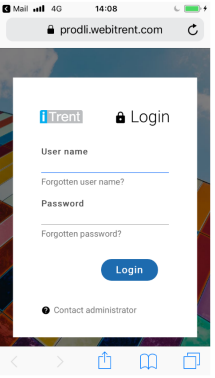 Mail 4G 14:08
prodli.webitrent.com
iTrent Login
User name
Forgotten user name?
Password
Forgotten password?
Login
? Contact administrator